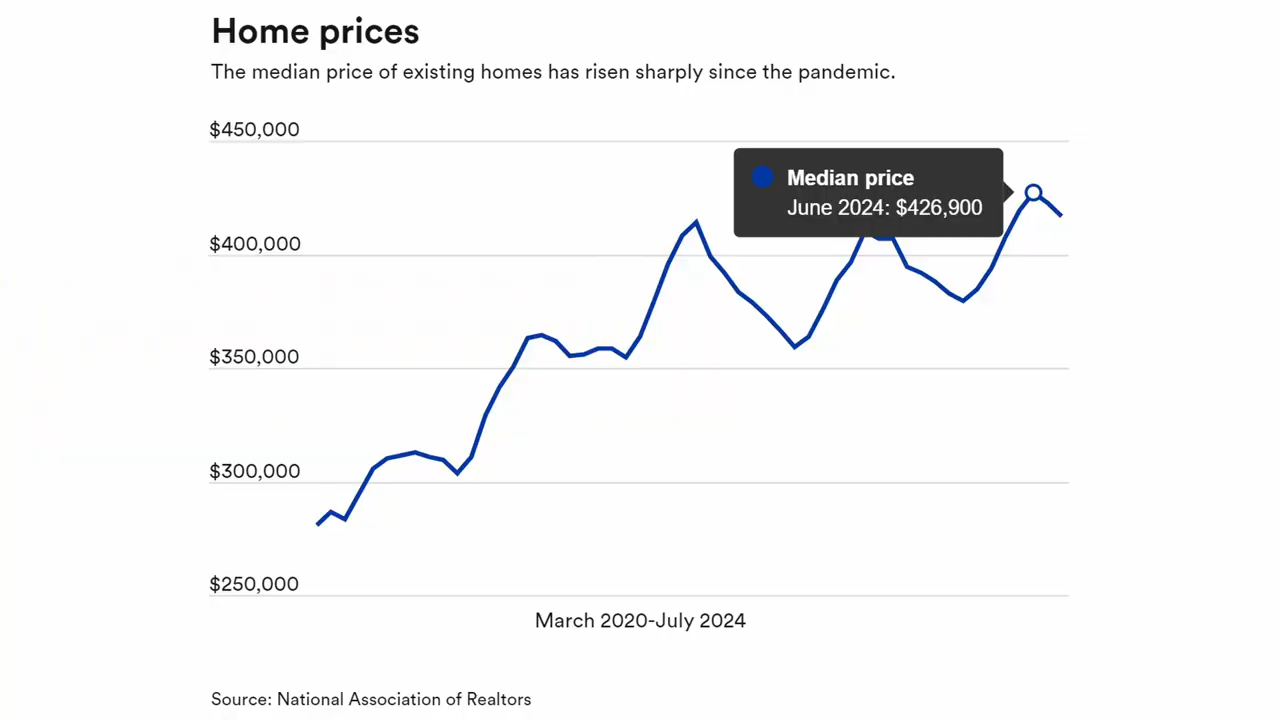 Home prices
The median price of existing homes has risen sharply since the pandemic.
$450,000
Median price
June 2024: $426,900
$400,000
$350,000
$300,000
$250,000
March 2020-July 2024
Source: National Association of Realtors